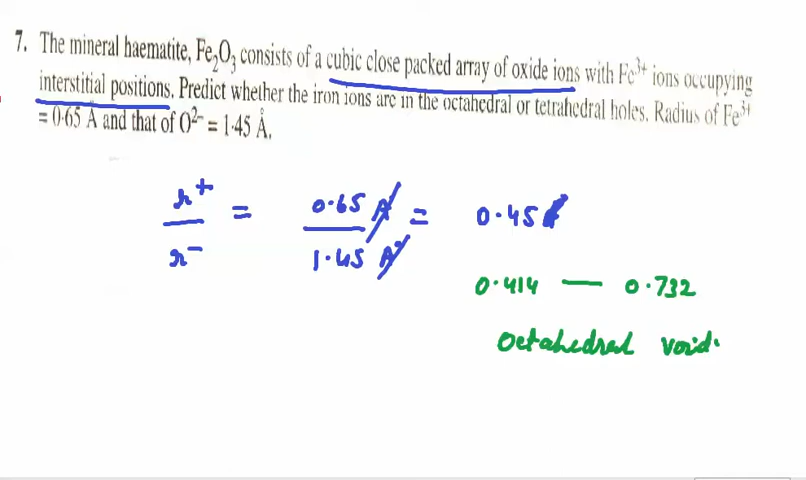 7. The mineral haematite, Fe₂O₃ consists of a cubic close packed array of oxide ions with Fe³⁺ ions occupying
interstitial positions. Predict whether the iron ions are in the octahedral or tetrahedral holes. Radius of Fe³⁺
= 0·65 Å and that of O²⁻ = 1·45 Å.
r⁺ / r⁻ = 0.65 A° / 1.45 A° = 0.45
0.414 — 0.732
Octahedral void.